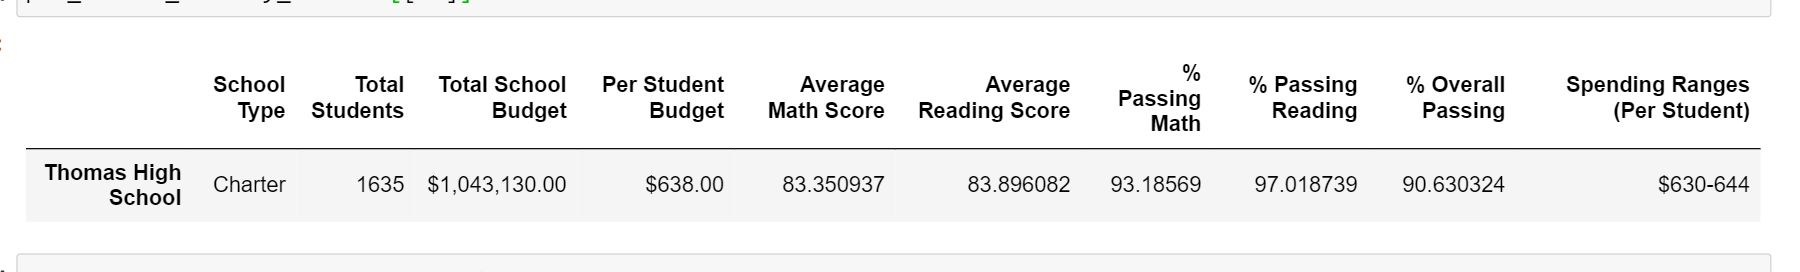 School Type Total Students Total School Budget Per Student Budget Average Math Score Average Reading Score % Passing Math % Passing Reading % Overall Passing Spending Ranges (Per Student)
Thomas High School Charter 1635 $1,043,130.00 $638.00 83.350937 83.896082 93.18569 97.018739 90.630324 $630-644